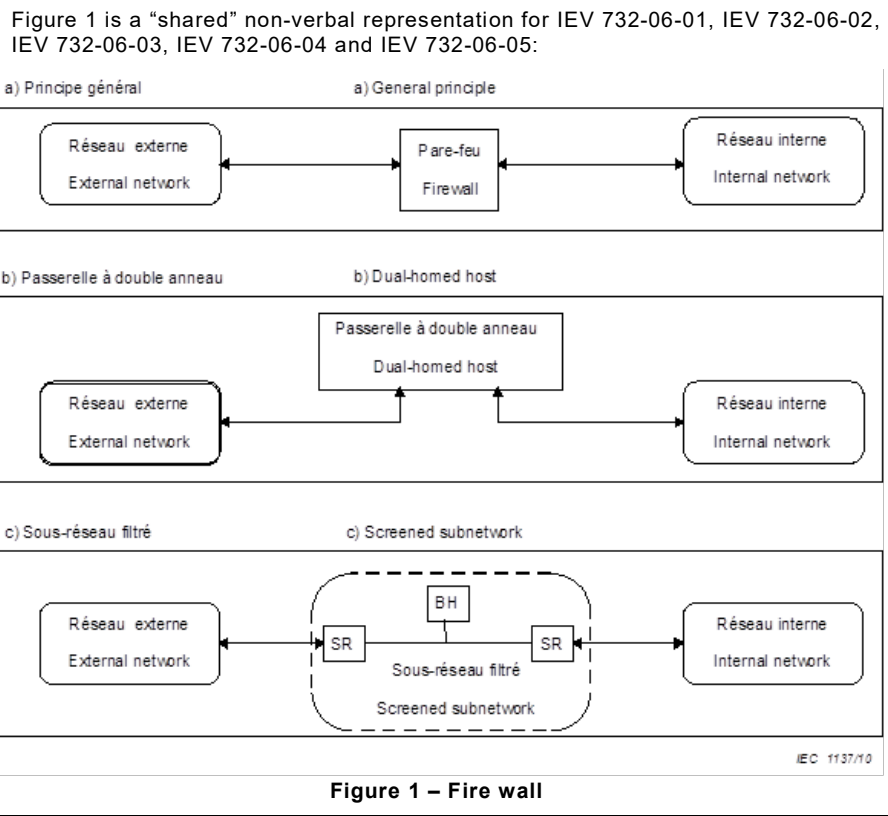 Figure 1 is a “shared” non-verbal representation for IEV 732-06-01, IEV 732-06-02,
IEV 732-06-03, IEV 732-06-04 and IEV 732-06-05:
a) Principe général
a) General principle
Réseau externe
External network
Pare-feu
Firewall
Réseau interne
Internal network
b) Passerelle à double anneau
b) Dual-homed host
Passerelle à double anneau
Dual-homed host
Réseau externe
External network
Réseau interne
Internal network
c) Sous-réseau filtré
c) Screened subnetwork
Réseau externe
External network
BH
SR
SR
Sous-réseau filtré
Screened subnetwork
Réseau interne
Internal network
IEC 1137/10
Figure 1 – Fire wall